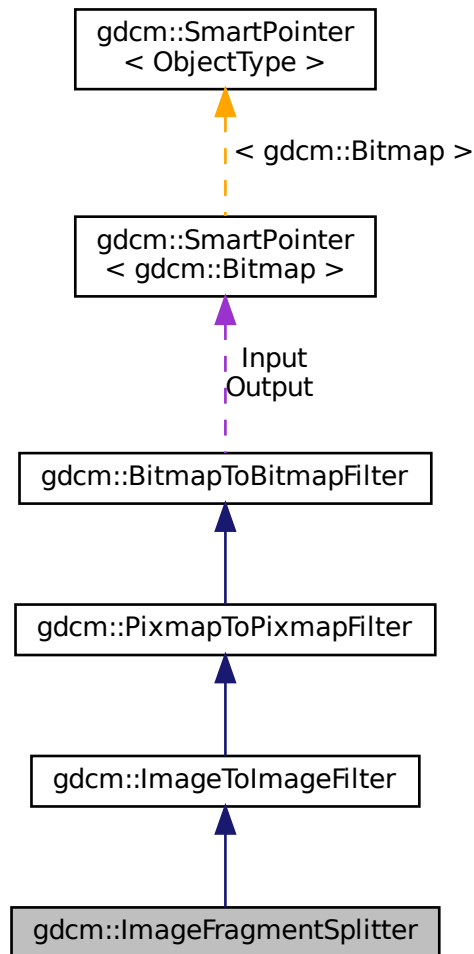 gdcm::SmartPointer
< ObjectType >
< gdcm::Bitmap >
gdcm::SmartPointer
< gdcm::Bitmap >
Input
Output
gdcm::BitmapToBitmapFilter
gdcm::PixmapToPixmapFilter
gdcm::ImageToImageFilter
gdcm::ImageFragmentSplitter